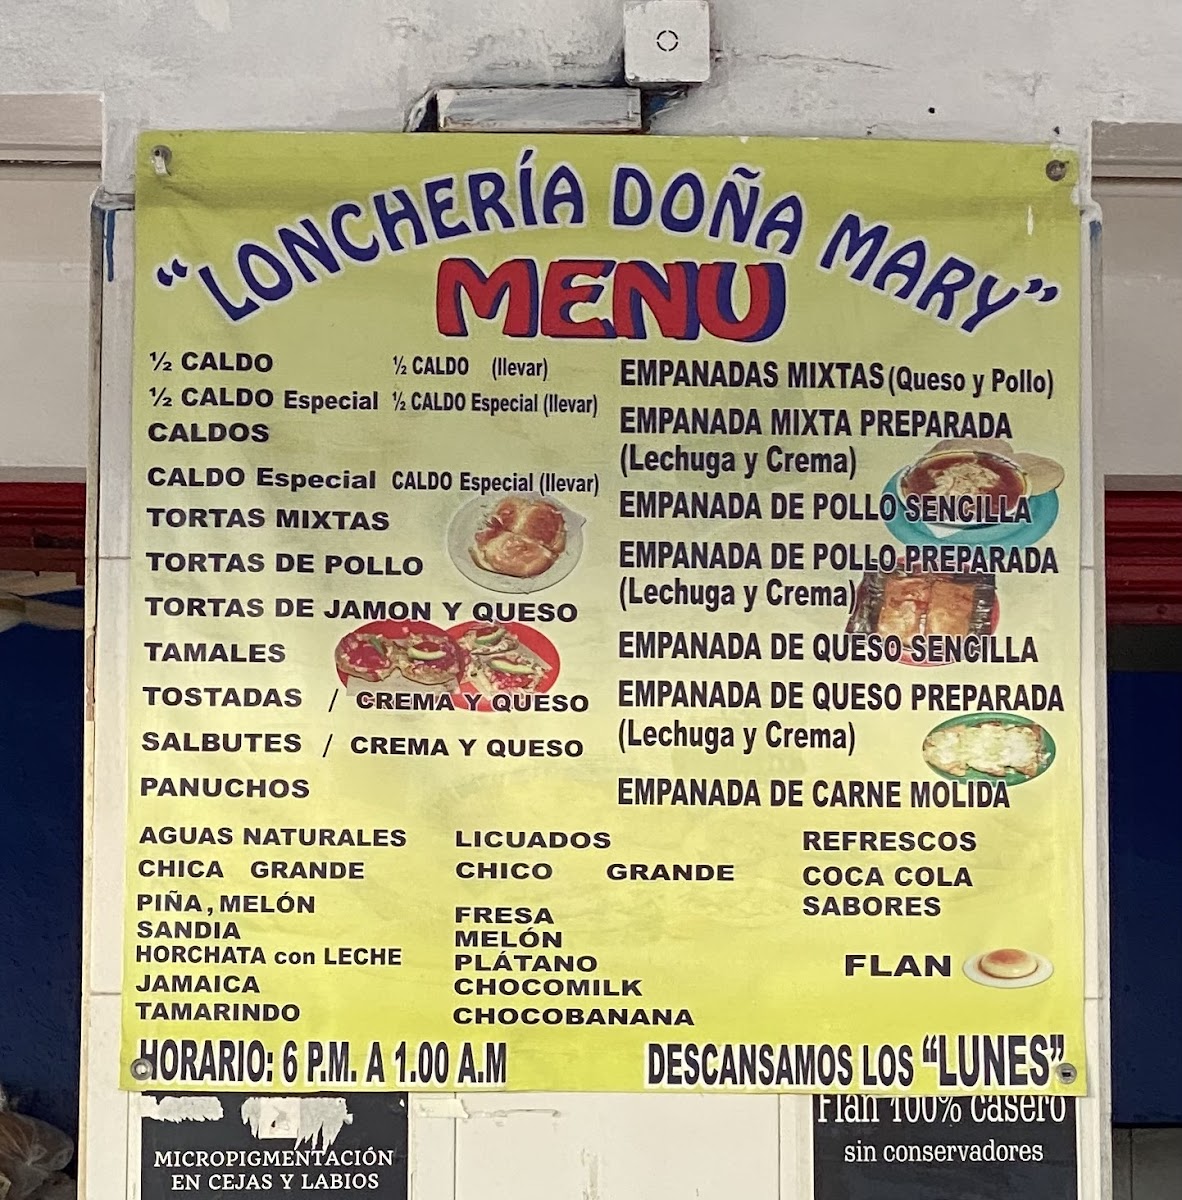 "LONCHERÍA DOÑA MARY"
MENU
½ CALDO
½ CALDO (llevar)
½ CALDO Especial
½ CALDO Especial (llevar)
CALDOS
CALDO Especial
CALDO Especial (llevar)
TORTAS MIXTAS
TORTAS DE POLLO
TORTAS DE JAMON Y QUESO
TAMALES
TOSTADAS / CREMA Y QUESO
SALBUTES / CREMA Y QUESO
PANUCHOS
EMPANADAS MIXTAS (Queso y Pollo)
EMPANADA MIXTA PREPARADA
(Lechuga y Crema)
EMPANADA DE POLLO SENCILLA
EMPANADA DE POLLO PREPARADA
(Lechuga y Crema)
EMPANADA DE QUESO SENCILLA
EMPANADA DE QUESO PREPARADA
(Lechuga y Crema)
EMPANADA DE CARNE MOLIDA
AGUAS NATURALES
CHICA GRANDE
PIÑA, MELÓN
SANDIA
HORCHATA con LECHE
JAMAICA
TAMARINDO
LICUADOS
CHICO GRANDE
FRESA
MELÓN
PLÁTANO
CHOCOMILK
CHOCOBANANA
REFRESCOS
COCA COLA
SABORES
FLAN
HORARIO: 6 P.M. A 1.00 A.M
DESCANSAMOS LOS "LUNES"
MICROPIGMENTACIÓN
EN CEJAS Y LABIOS
Flan 100% casero
sin conservadores